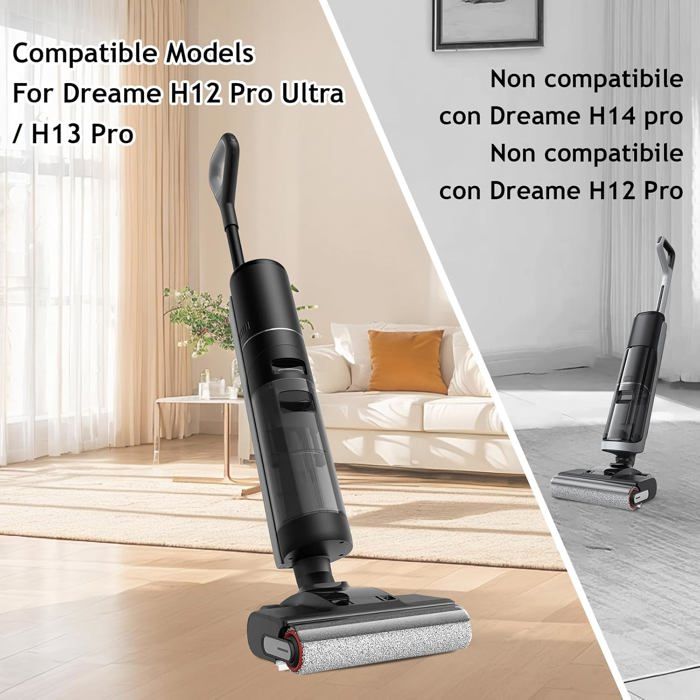 Compatible Models
For Dreame H12 Pro Ultra
/ H13 Pro
Non compatibile
con Dreame H14 pro
Non compatibile
con Dreame H12 Pro